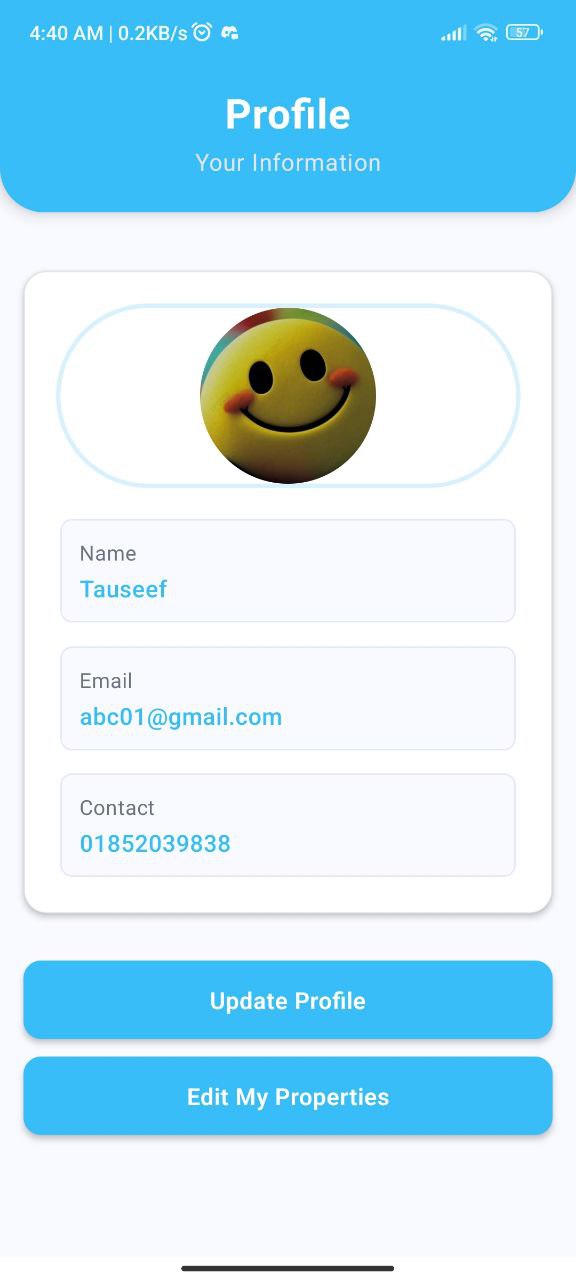 4:40 AM | 0.2KB/s
57
Profile
Your Information
Name
Tauseef
Email
abc01@gmail.com
Contact
01852039838
Update Profile
Edit My Properties